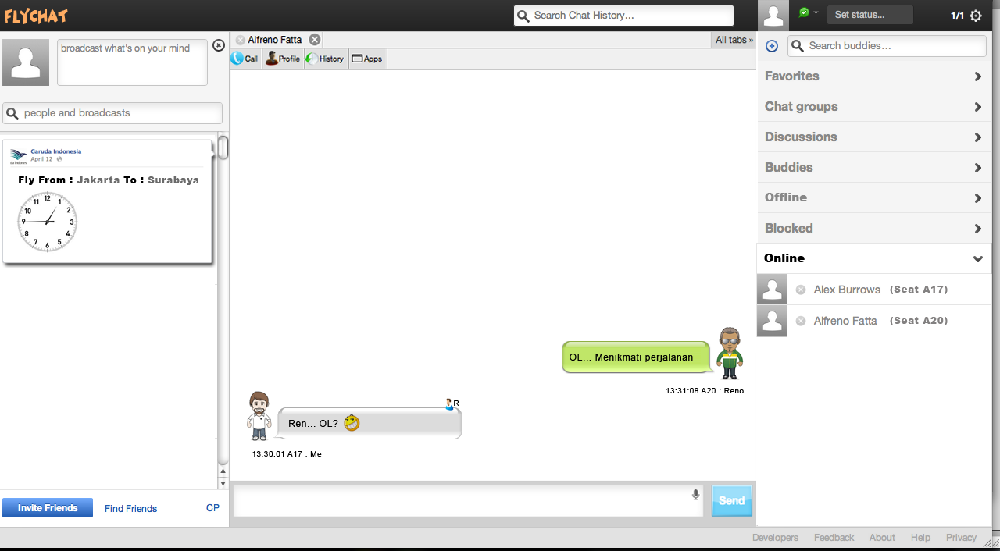 FLYCHAT
Search Chat History...
Set status...
1/1
broadcast what's on your mind
people and broadcasts
Garuda Indonesia
April 12
Fly From : Jakarta To : Surabaya
12
1
2
3
4
5
6
7
8
9
10
11
Invite Friends
Find Friends
CP
Alfreno Fatta
All tabs »
Call
Profile
History
Apps
OL... Menikmati perjalanan
13:31:08 A20 : Reno
R
Ren... OL?
13:30:01 A17 : Me
Send
Search buddies...
Favorites
Chat groups
Discussions
Buddies
Offline
Blocked
Online
Alex Burrows (Seat A17)
Alfreno Fatta (Seat A20)
Developers Feedback About Help Privacy